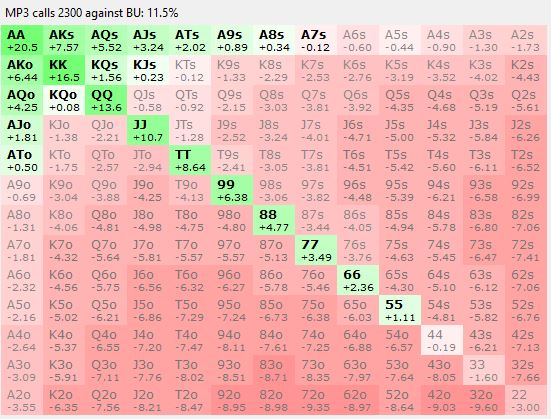 MP3 calls 2300 against BU: 11.5%
AA AKs AQs AJs ATs A9s A8s A7s A6s A5s A4s A3s A2s
+20.5 +7.57 +5.52 +3.24 +2.02 +0.89 +0.34 -0.12 -0.60 -0.44 -0.90 -1.30 -1.73
AKo KK KQs KJs KTs K9s K8s K7s K6s K5s K4s K3s K2s
+6.44 +16.5 +1.56 +0.23 -0.12 -1.33 -2.29 -2.53 -2.76 -3.19 -3.52 -4.02 -4.43
AQo KQo QQ QJs QTs Q9s Q8s Q7s Q6s Q5s Q4s Q3s Q2s
+4.25 +0.08 +13.6 -0.58 -0.92 -2.15 -3.03 -3.81 -3.92 -4.35 -4.68 -5.19 -5.61
AJo KJo QJo JJ JTs J9s J8s J7s J6s J5s J4s J3s J2s
+1.81 -1.38 -2.21 +10.7 -1.28 -2.52 -3.24 -4.01 -4.71 -5.00 -5.32 -5.84 -6.26
ATo KTo QTo JTo TT T9s T8s T7s T6s T5s T4s T3s T2s
+0.50 -1.75 -2.57 -2.94 +8.64 -2.41 -3.05 -3.81 -4.51 -5.42 -5.60 -6.11 -6.52
A9o K9o Q9o J9o T9o 99 98s 97s 96s 95s 94s 93s 92s
-0.69 -3.04 -3.88 -4.25 -4.13 +6.38 -3.06 -3.82 -4.48 -5.39 -6.21 -6.58 -6.99
A8o K8o Q8o J8o T8o 98o 88 87s 86s 85s 84s 83s 82s
-1.31 -4.06 -4.81 -4.98 -4.75 -4.80 +4.77 -3.44 -4.05 -4.94 -5.78 -6.80 -7.06
A7o K7o Q7o J7o T7o 97o 87o 77 76s 75s 74s 73s 72s
-1.81 -4.32 -5.64 -5.81 -5.57 -5.57 -5.13 +3.49 -3.76 -4.63 -5.45 -6.47 -7.41
A6o K6o Q6o J6o T6o 96o 86o 76o 66 65s 64s 63s 62s
-2.32 -4.56 -5.75 -6.56 -6.32 -6.27 -5.78 -5.46 +2.36 -4.30 -5.10 -6.12 -7.06
A5o K5o Q5o J5o T5o 95o 85o 75o 65o 55 54s 53s 52s
-2.16 -5.02 -6.21 -6.86 -7.29 -7.24 -6.73 -6.38 -6.03 +1.11 -4.81 -5.82 -6.76
A4o K4o Q4o J4o T4o 94o 84o 74o 64o 54o 44 43s 42s
-2.64 -5.37 -6.55 -7.20 -7.47 -8.11 -7.61 -7.25 -6.88 -6.57 -0.19 -6.21 -7.13
A3o K3o Q3o J3o T3o 93o 83o 73o 63o 53o 43o 33 32s
-3.09 -5.91 -7.11 -7.76 -8.02 -8.51 -8.71 -8.35 -7.97 -7.64 -8.05 -1.60 -7.66
A2o K2o Q2o J2o T2o 92o 82o 72o 62o 52o 42o 32o 22
-3.55 -6.35 -7.56 -8.21 -8.47 -8.95 -8.98 -9.35 -8.97 -8.64 -9.03 -9.60 -3.00